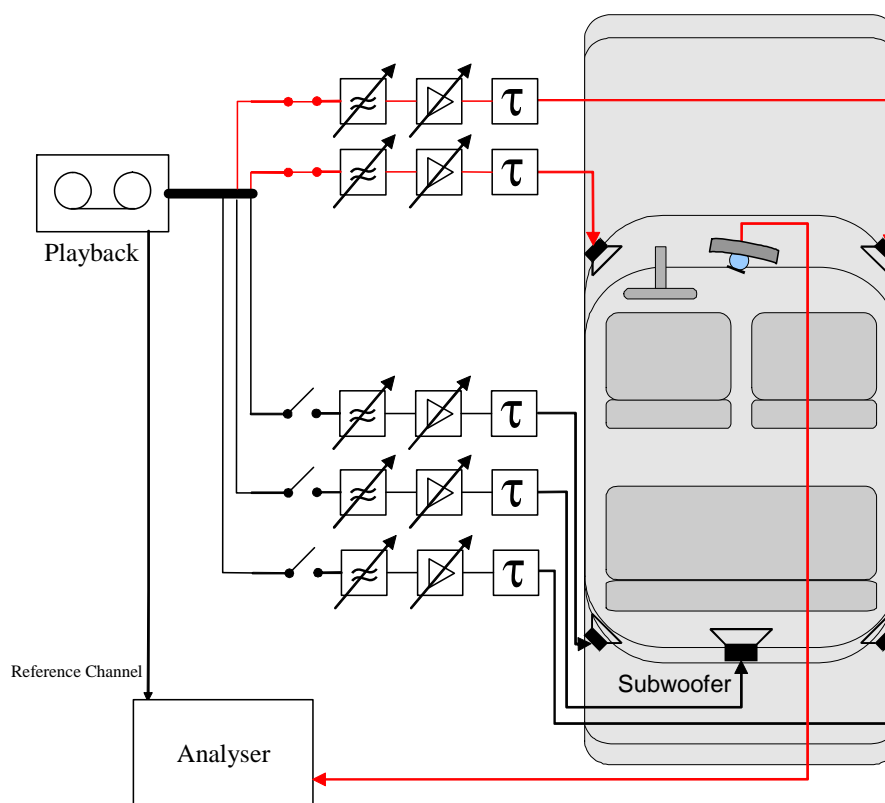 τ
τ
Playback
τ
τ
τ
Reference Channel
Subwoofer
Analyser